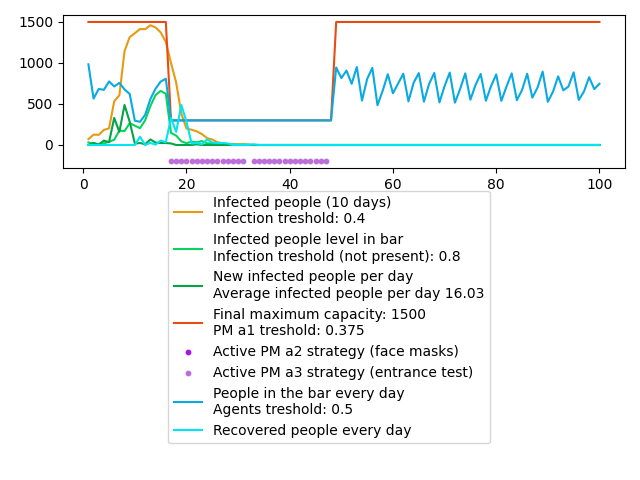 1500
1000
500
0
0
20
40
60
80
100
Infected people (10 days)
Infection treshold: 0.4
Infected people level in bar
Infection treshold (not present): 0.8
New infected people per day
Average infected people per day 16.03
Final maximum capacity: 1500
PM a1 treshold: 0.375
Active PM a2 strategy (face masks)
Active PM a3 strategy (entrance test)
People in the bar every day
Agents treshold: 0.5
Recovered people every day